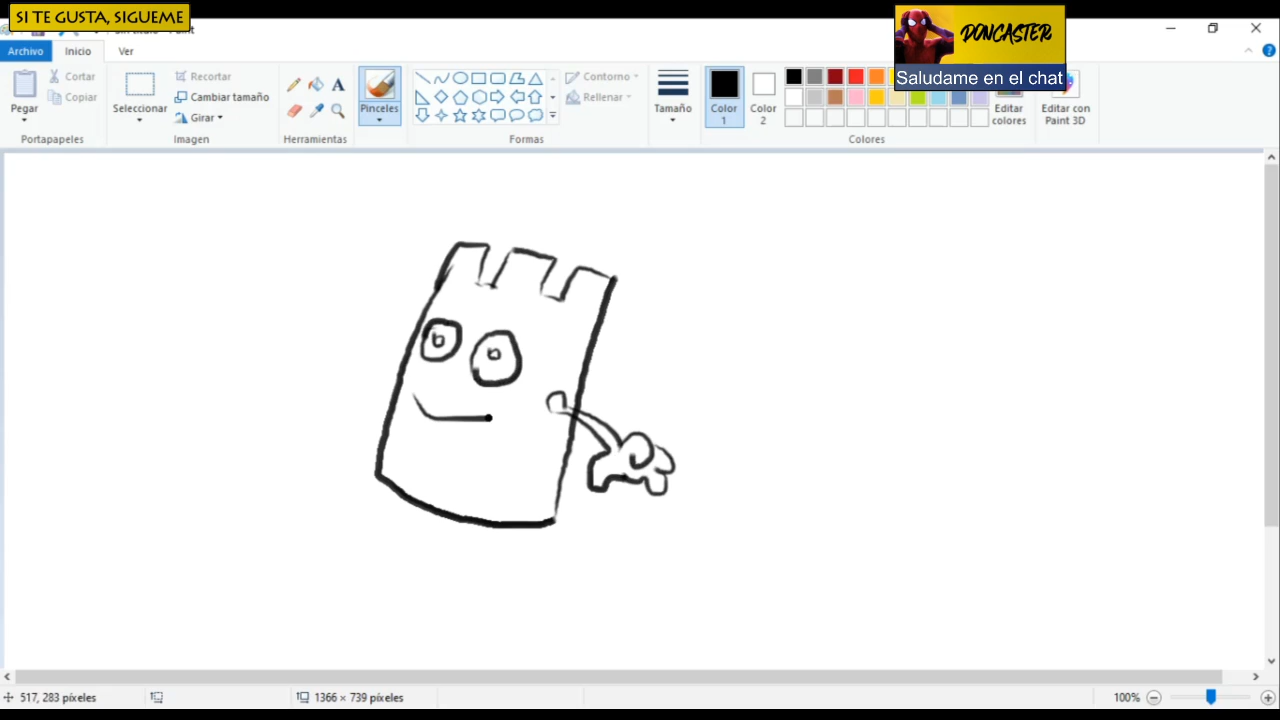 SI TE GUSTA, SIGUEME
DONCASTER
Saludame en el chat
Archivo
Inicio
Ver
Pegar
Cortar
Copiar
Portapapeles
Seleccionar
Recortar
Cambiar tamaño
Girar
Imagen
A
Herramientas
Pinceles
Contorno
Rellenar
Formas
Tamaño
Color
1
Color
2
Editar
colores
Editar con
Paint 3D
Colores
517, 283 píxeles
1366 × 739 píxeles
100%